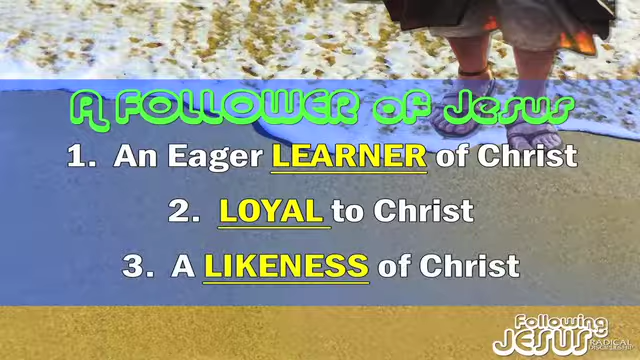 A FOLLOWER of Jesus
1. An Eager LEARNER of Christ
2. LOYAL to Christ
3. A LIKENESS of Christ
Following
JESUS
RADICAL
DISCIPLESHIP